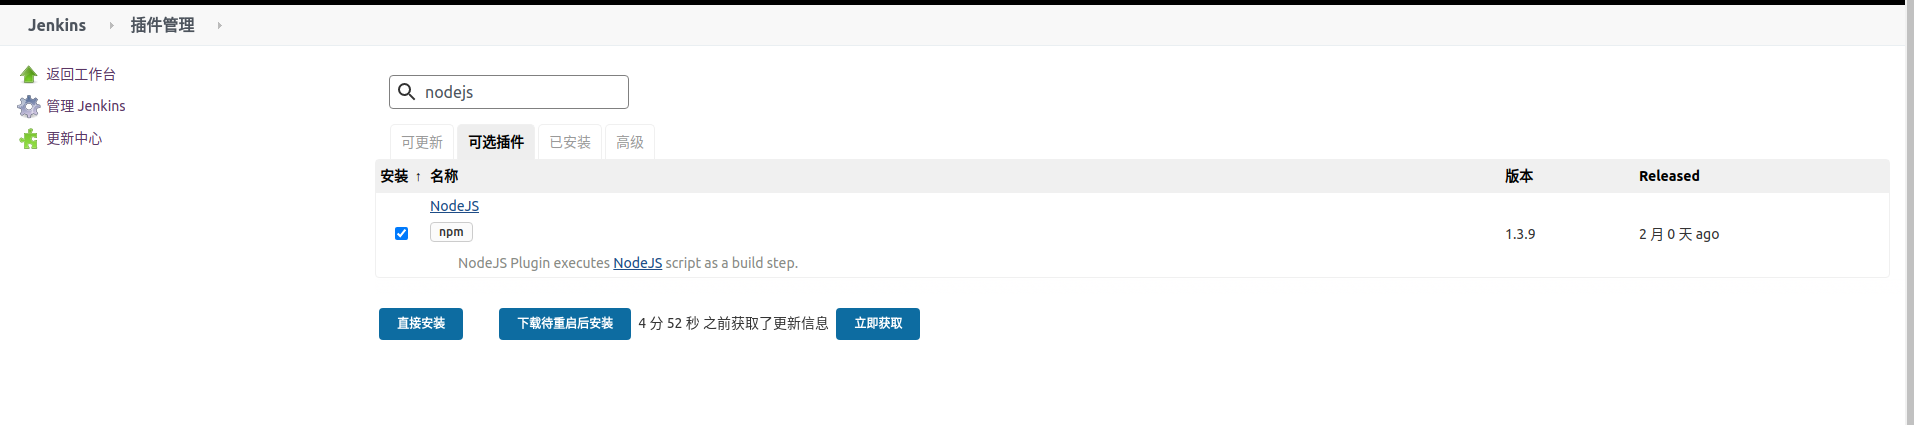 Jenkins 插件管理
返回工作台
管理 Jenkins
更新中心
nodejs
可更新 可选插件 已安装 高级
安装 ↑ 名称 版本 Released
NodeJS
npm
1.3.9 2 月 0 天 ago
NodeJS Plugin executes NodeJS script as a build step.
直接安装 下载待重启后安装 4 分 52 秒 之前获取了更新信息 立即获取